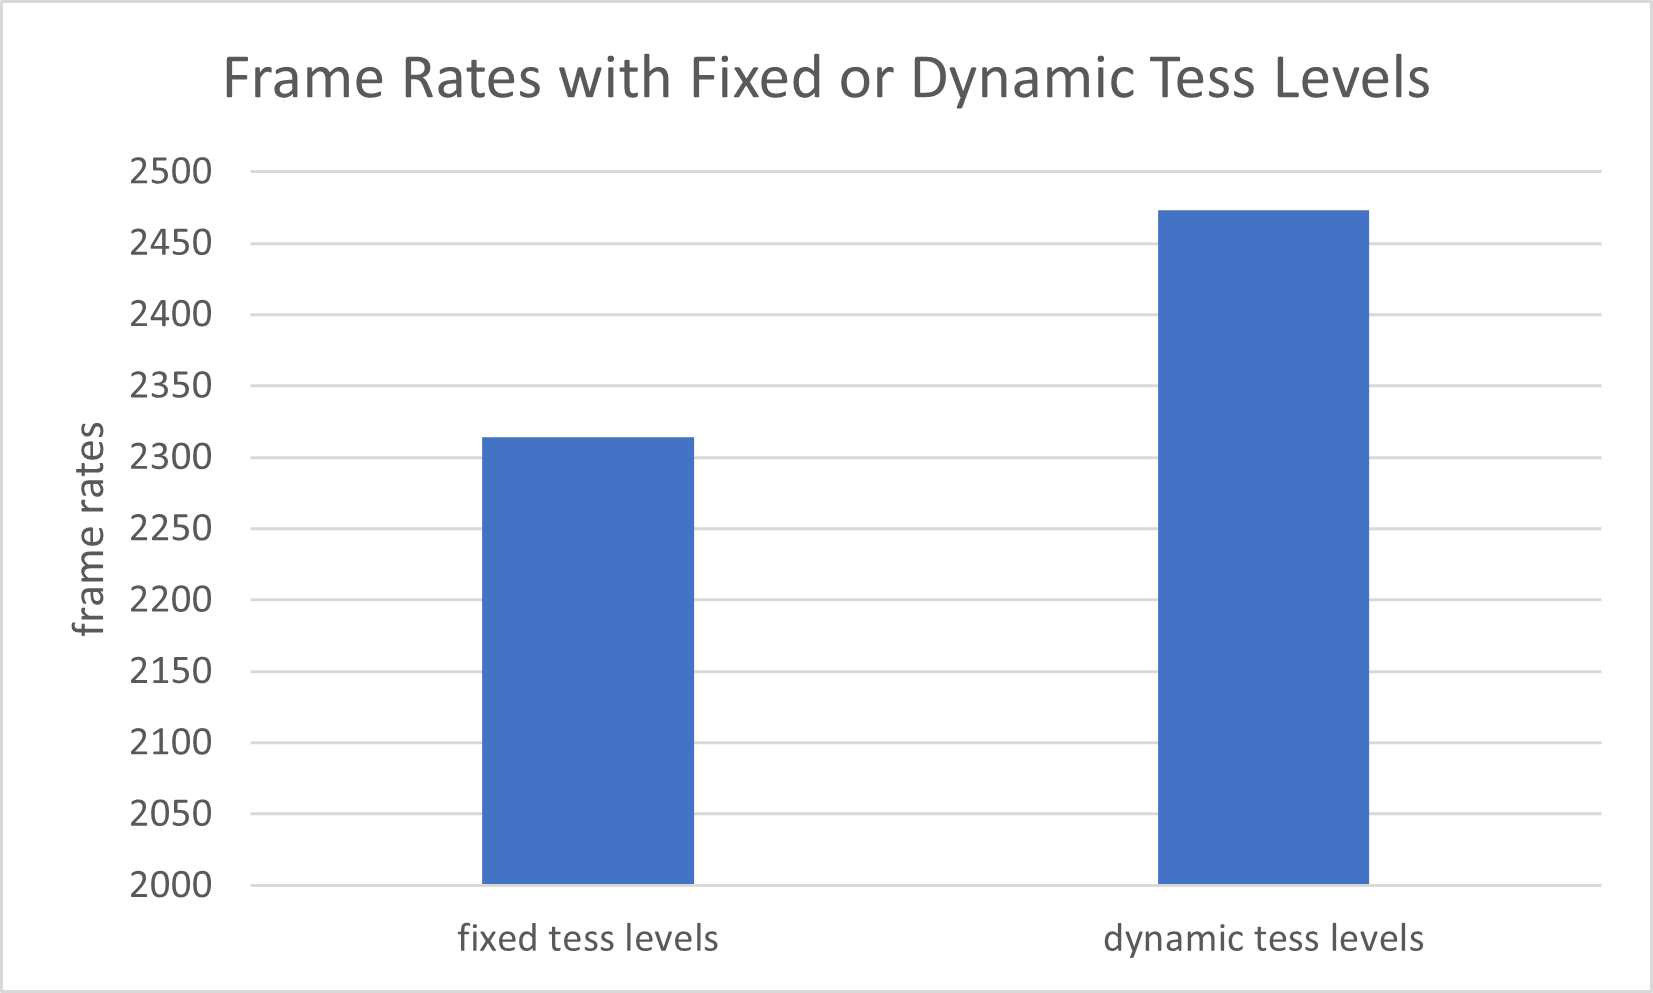 Frame Rates with Fixed or Dynamic Tess Levels
2500
2450
2400
2350
2300
2250
2200
2150
2100
2050
2000
frame rates
fixed tess levels
dynamic tess levels